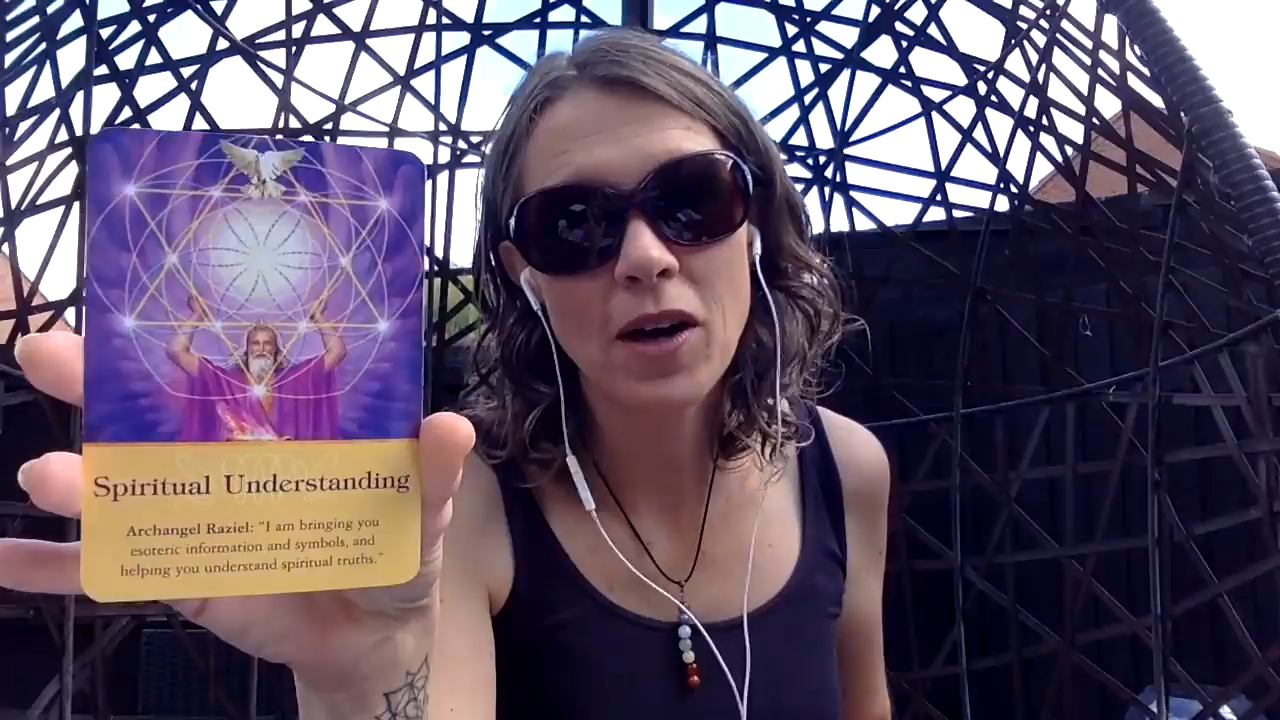 Spiritual Understanding
Archangel Raziel: "I am bringing you
esoteric information and symbols, and
helping you understand spiritual truths."